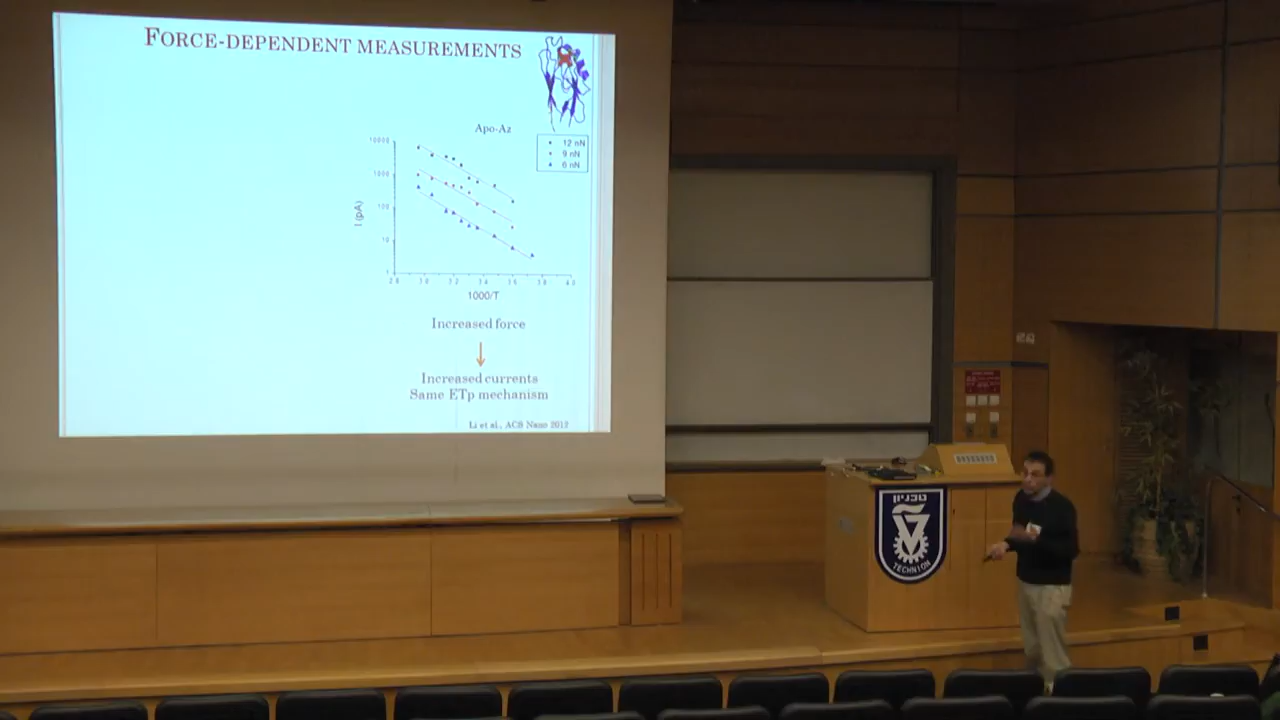 FORCE-DEPENDENT MEASUREMENTS
Apo-Az
12 nN
9 nN
6 nN
10000
1000
100
10
1
I (pA)
2.8 3.0 3.2 3.4 3.6 3.8 4.0
1000/T
Increased force
Increased currents
Same ETp mechanism
Li et al., ACS Nano 2012
טכניון
TECHNION